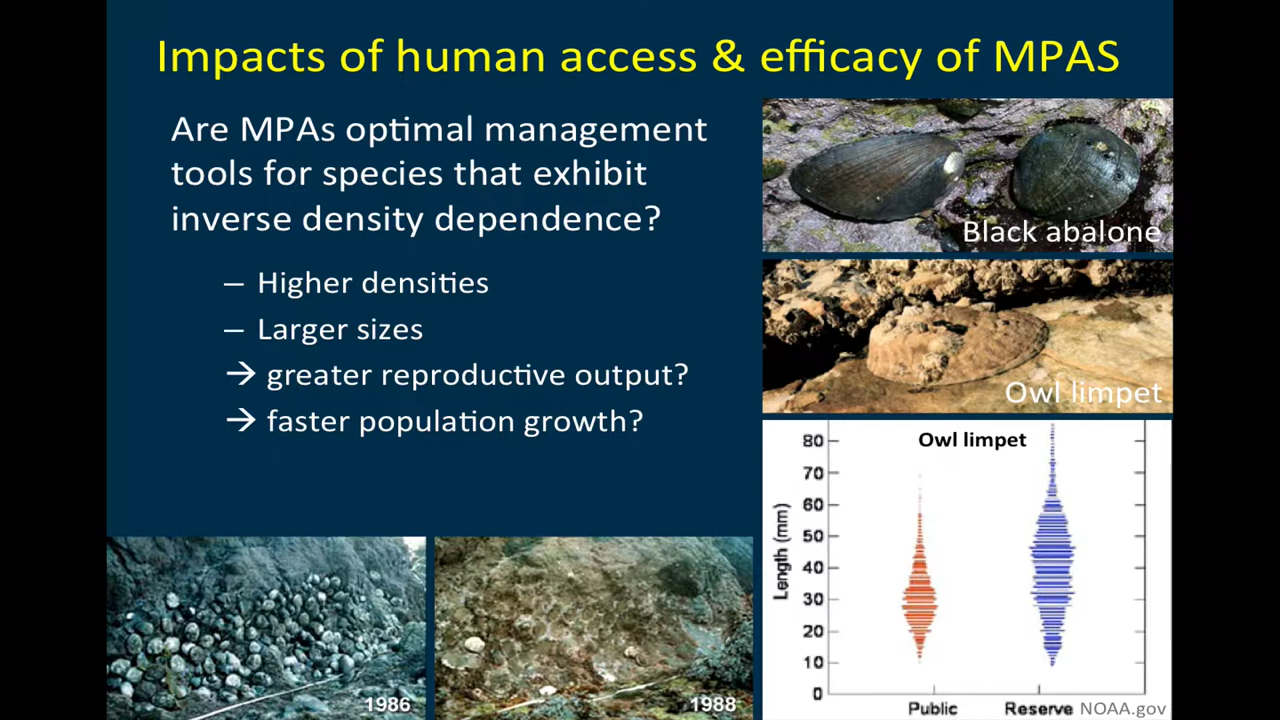 Impacts of human access & efficacy of MPAS
Are MPAs optimal management
tools for species that exhibit
inverse density dependence?
– Higher densities
– Larger sizes
→ greater reproductive output?
→ faster population growth?
Black abalone
Owl limpet
Owl limpet
Length (mm)
80
70
60
50
40
30
20
10
0
Public
Reserve
NOAA.gov
1986
1988